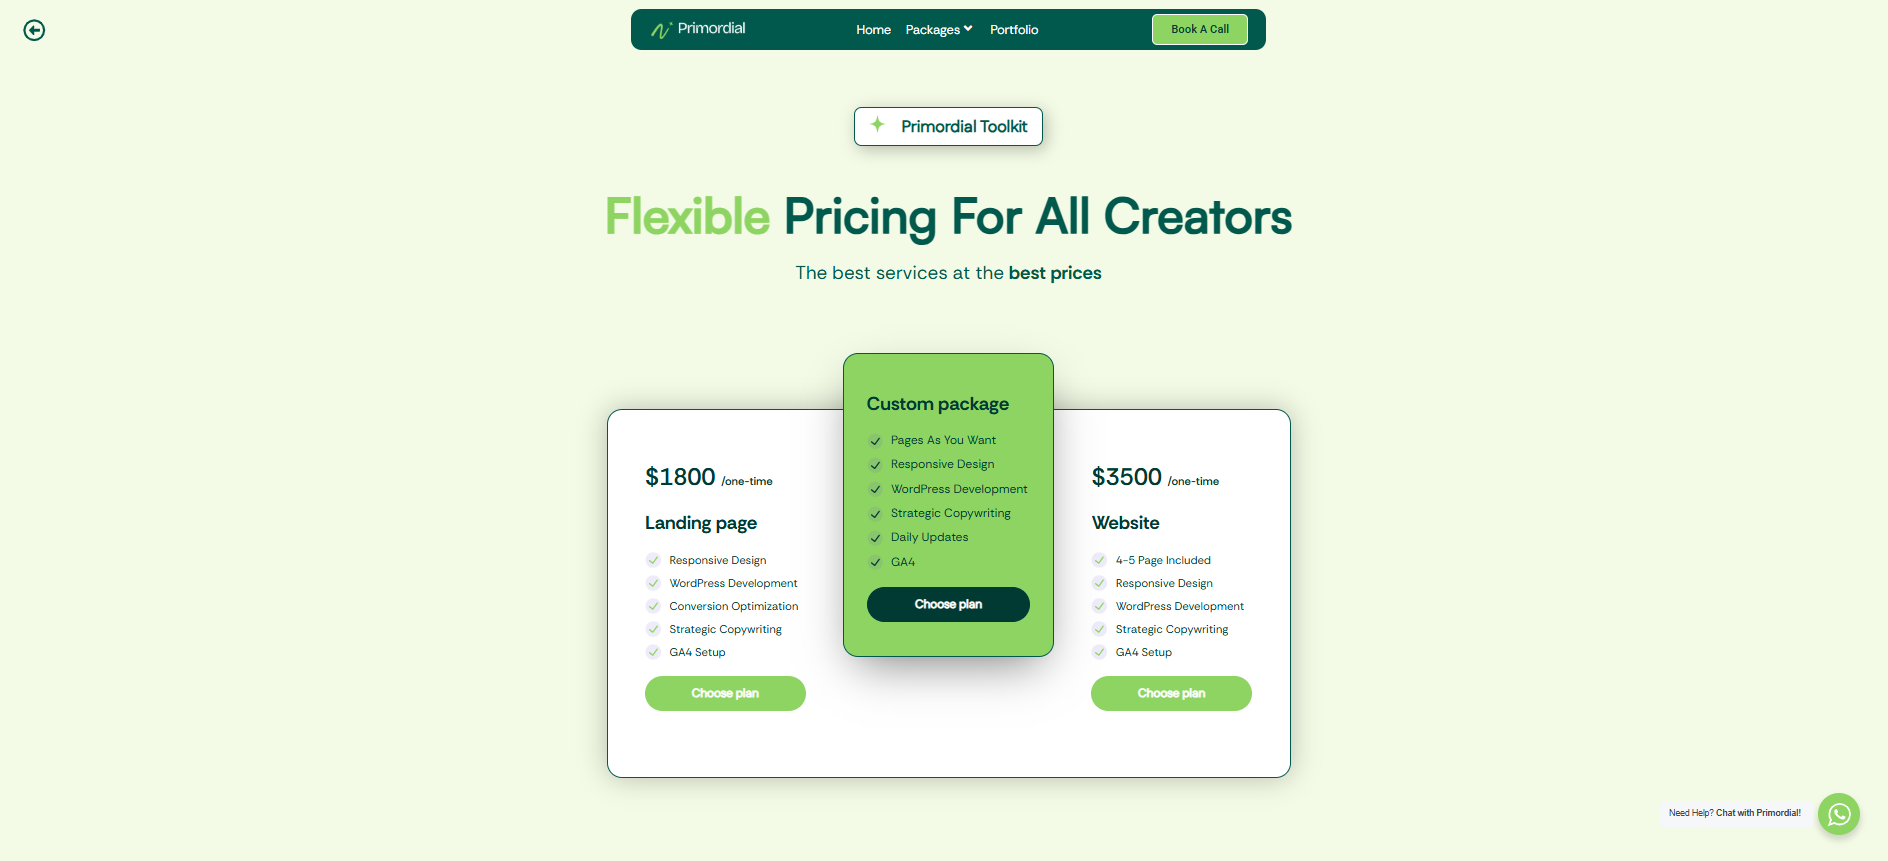 Primordial
Home Packages Portfolio
Book A Call
Primordial Toolkit
Flexible Pricing For All Creators
The best services at the best prices
$1800 /one-time
Landing page
Responsive Design
WordPress Development
Conversion Optimization
Strategic Copywriting
GA4 Setup
Choose plan
Custom package
Pages As You Want
Responsive Design
WordPress Development
Strategic Copywriting
Daily Updates
GA4
Choose plan
$3500 /one-time
Website
4-5 Page Included
Responsive Design
WordPress Development
Strategic Copywriting
GA4 Setup
Choose plan
Need Help? Chat with Primordial!